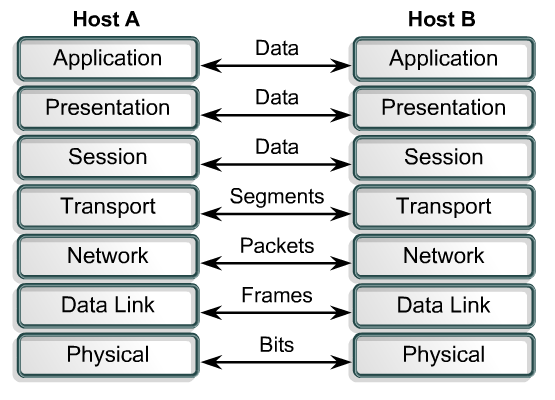 Host A Host B
Data
Application Application
Data
Presentation Presentation
Data
Session Session
Segments
Transport Transport
Packets
Network Network
Frames
Data Link Data Link
Bits
Physical Physical